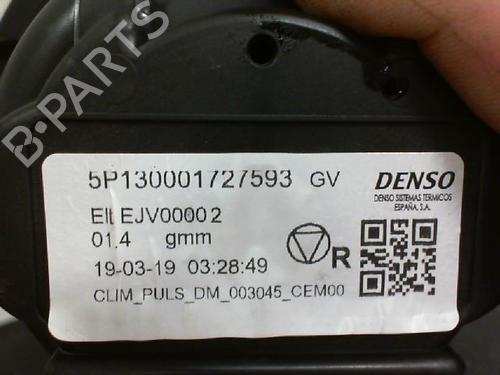 B-PARTS
5P130001727593 GV
DENSO
DENSO SISTEMAS TERMICOS
ESPAÑA, S.A.
Elt EJV00002
01.4 gmm
R
19-03-19 03:28:49
CLIM_PULS_DM_003045_CEM00